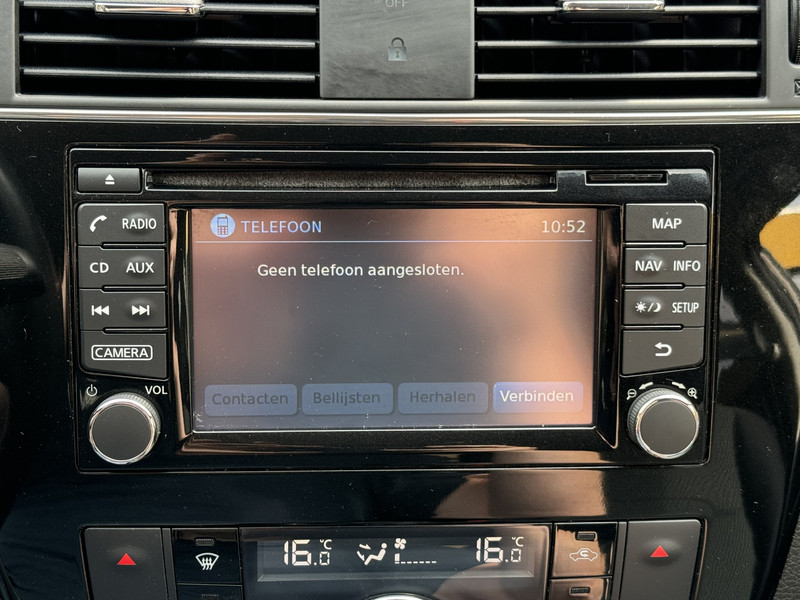 OFF
RADIO
MAP
TELEFOON 10:52
CD AUX
NAV INFO
Geen telefoon aangesloten.
SETUP
CAMERA
Contacten Bellijsten Herhalen Verbinden
VOL
16.0°C 16.0°C